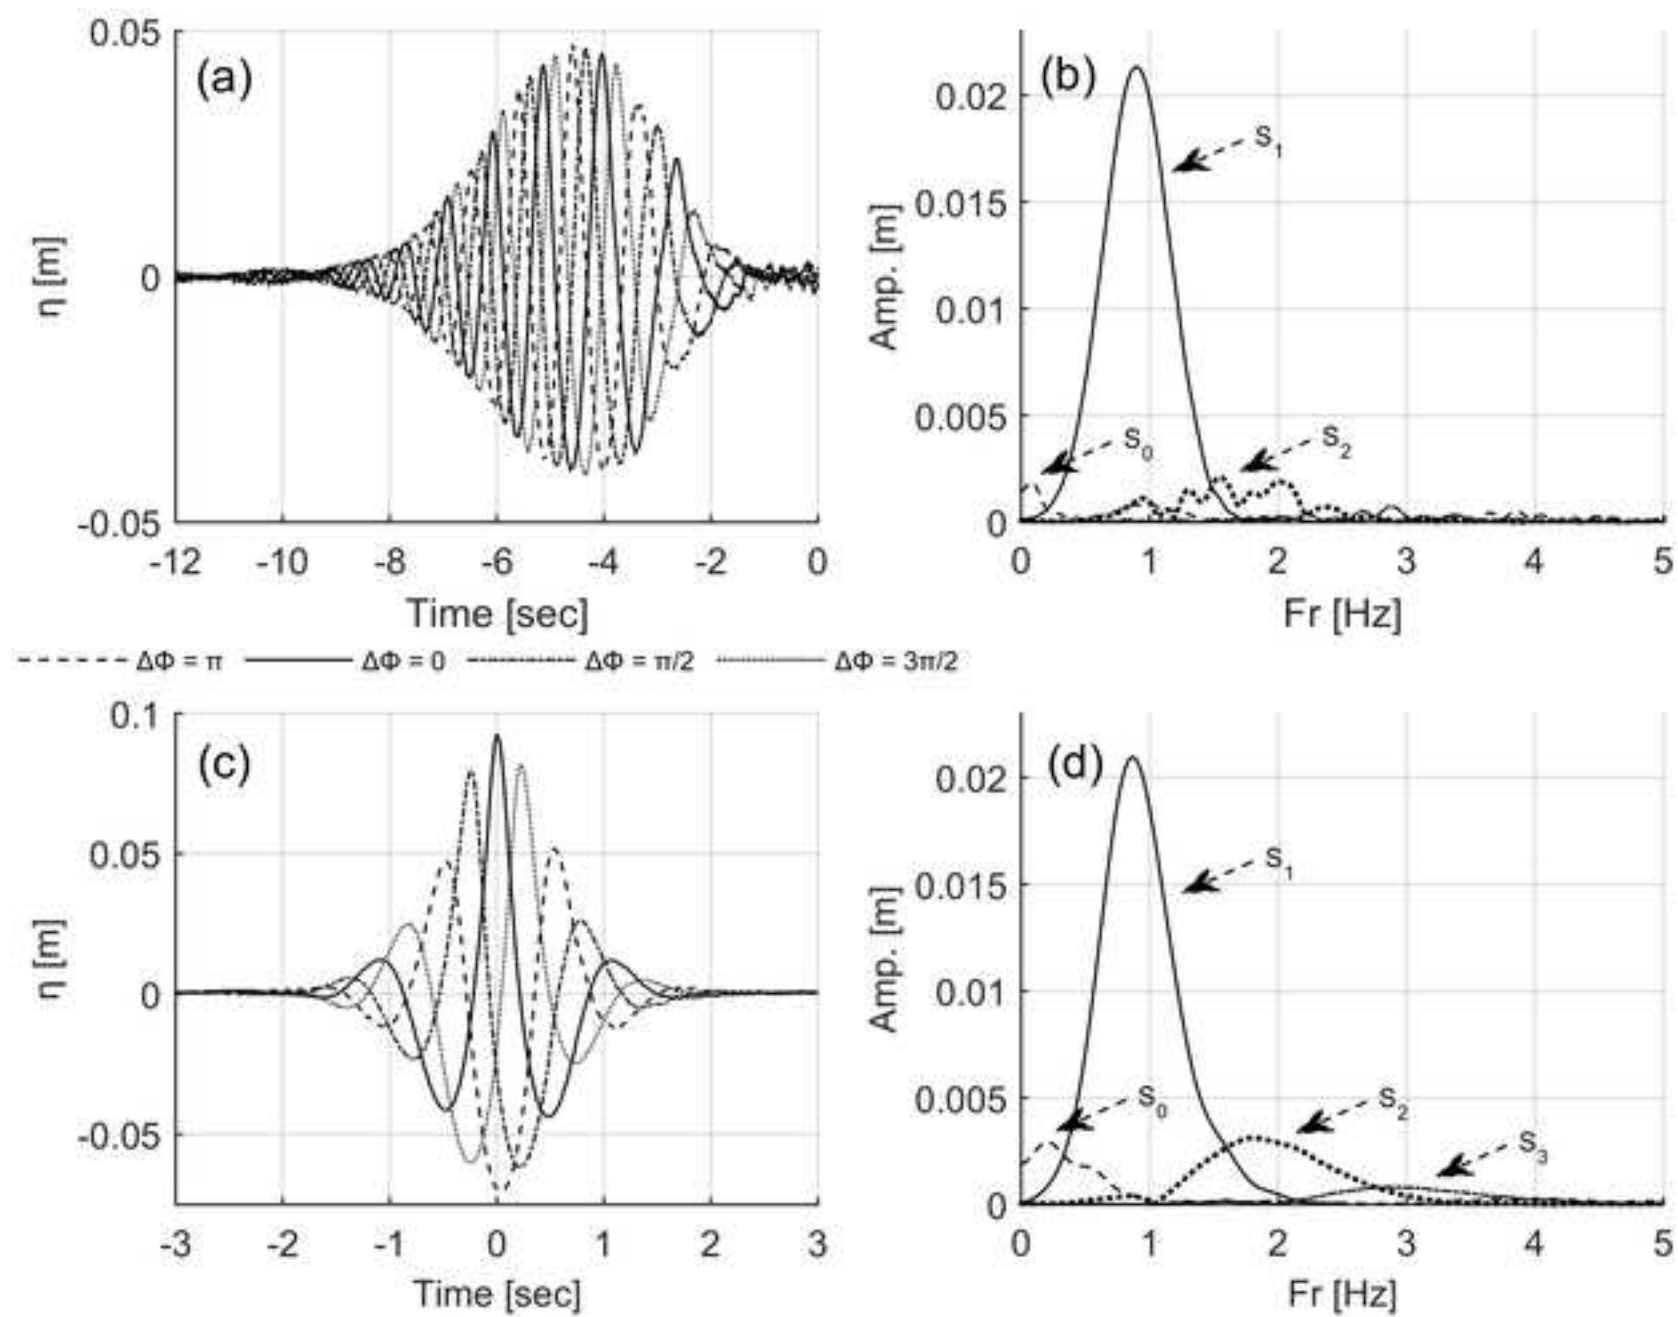 (a)
η [m]
0.05
0
-0.05
-12 -10 -8 -6 -4 -2 0
Time [sec]
(b)
Amp. [m]
0.02
0.015
0.01
0.005
0
S1
S0
S2
0 1 2 3 4 5
Fr [Hz]
ΔΦ = π ΔΦ = 0 ΔΦ = π/2 ΔΦ = 3π/2
(c)
η [m]
0.1
0.05
0
-0.05
-3 -2 -1 0 1 2 3
Time [sec]
(d)
Amp. [m]
0.02
0.015
0.01
0.005
0
S1
S0
S2
S3
0 1 2 3 4 5
Fr [Hz]